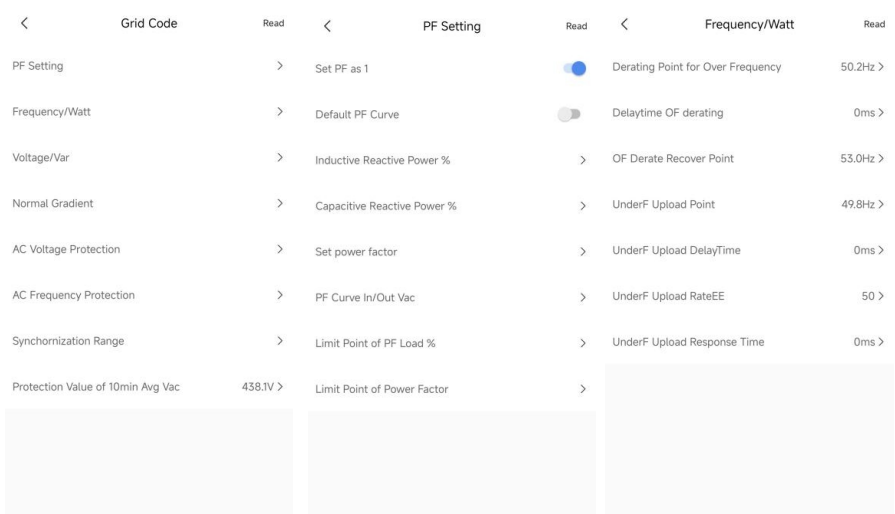 Grid Code
Read
PF Setting
Frequency/Watt
Voltage/Var
Normal Gradient
AC Voltage Protection
AC Frequency Protection
Synchornization Range
Protection Value of 10min Avg Vac 438.1V
PF Setting
Read
Set PF as 1
Default PF Curve
Inductive Reactive Power %
Capacitive Reactive Power %
Set power factor
PF Curve In/Out Vac
Limit Point of PF Load %
Limit Point of Power Factor
Frequency/Watt
Read
Derating Point for Over Frequency 50.2Hz
Delaytime OF derating 0ms
OF Derate Recover Point 53.0Hz
UnderF Upload Point 49.8Hz
UnderF Upload DelayTime 0ms
UnderF Upload RateEE 50
UnderF Upload Response Time 0ms